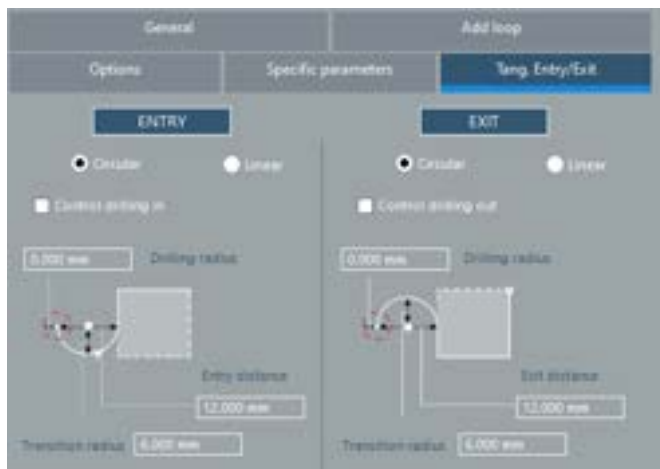 General Add loop
Options Specific parameters Tang. Entry/Exit
ENTRY EXIT
Circular Linear Circular Linear
Control drilling in Control drilling out
0.000 mm Drilling radius 0.000 mm Drilling radius
Entry distance Exit distance
12.000 mm 12.000 mm
Transition radius 6.000 mm Transition radius 6.000 mm